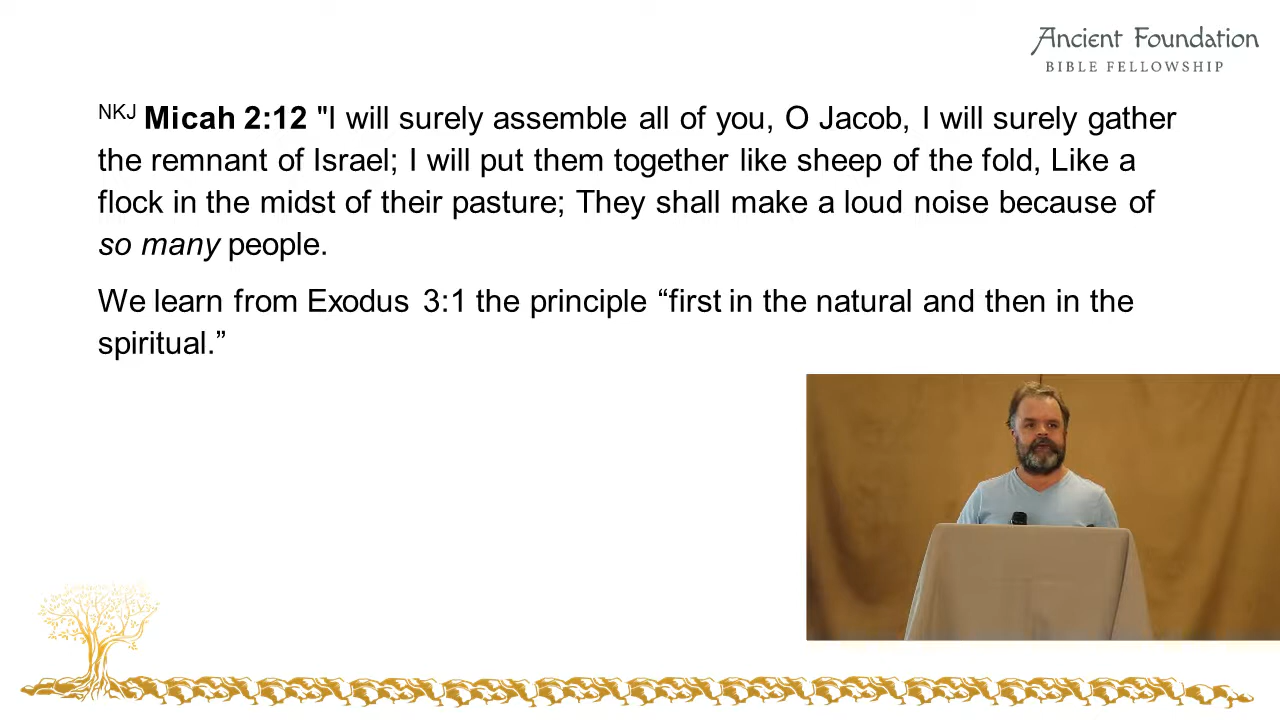 Ancient Foundation
BIBLE FELLOWSHIP
NKJ Micah 2:12 "I will surely assemble all of you, O Jacob, I will surely gather
the remnant of Israel; I will put them together like sheep of the fold, Like a
flock in the midst of their pasture; They shall make a loud noise because of
so many people.
We learn from Exodus 3:1 the principle “first in the natural and then in the
spiritual.”